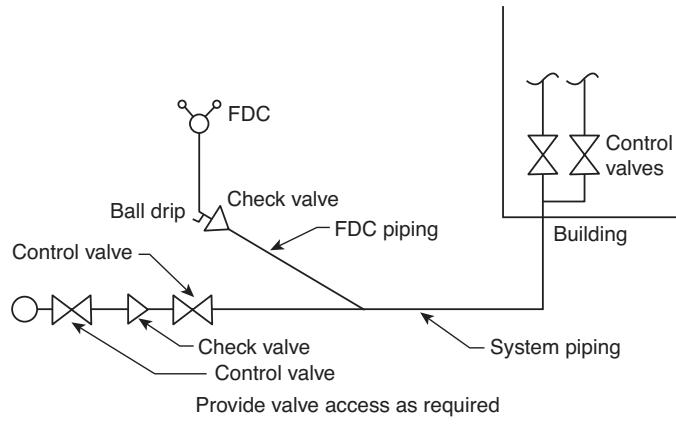 FDC
Control
valves
Check valve
Ball drip
FDC piping
Building
Control valve
Check valve
System piping
Control valve
Provide valve access as required